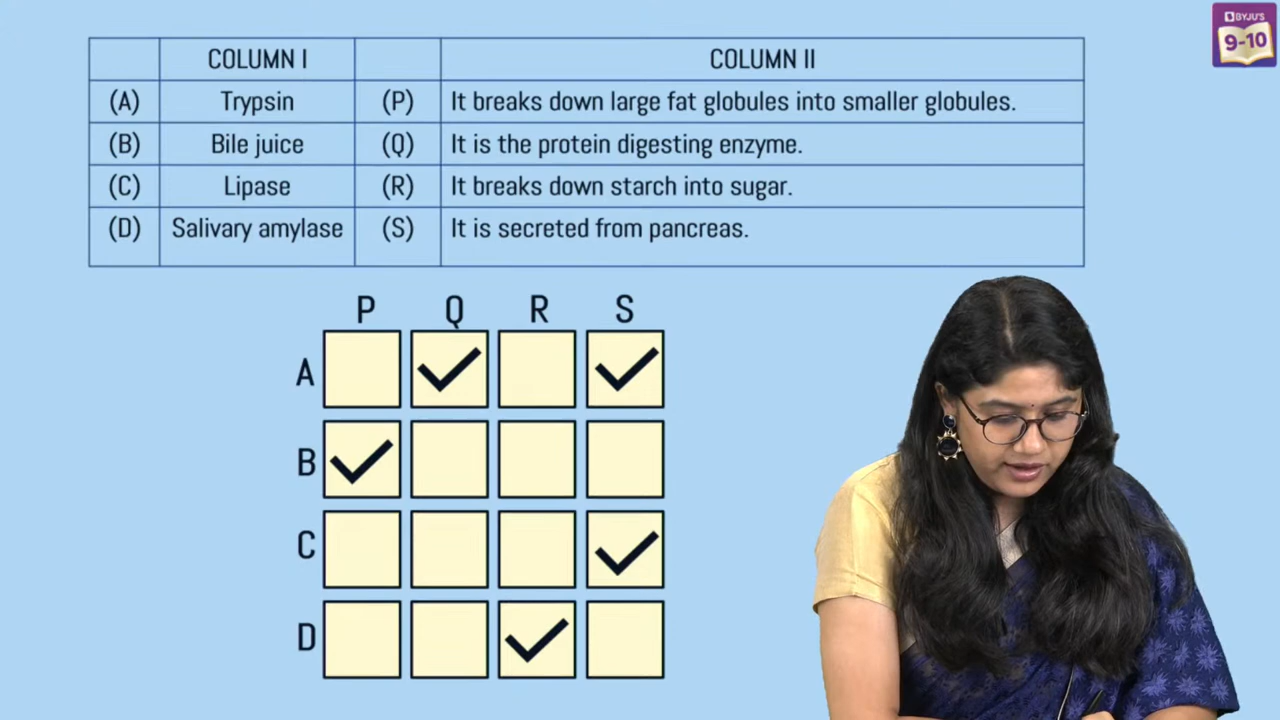 BYJU'S
9-10
COLUMN I COLUMN II
(A) Trypsin (P) It breaks down large fat globules into smaller globules.
(B) Bile juice (Q) It is the protein digesting enzyme.
(C) Lipase (R) It breaks down starch into sugar.
(D) Salivary amylase (S) It is secreted from pancreas.
P Q R S
A
B
C
D